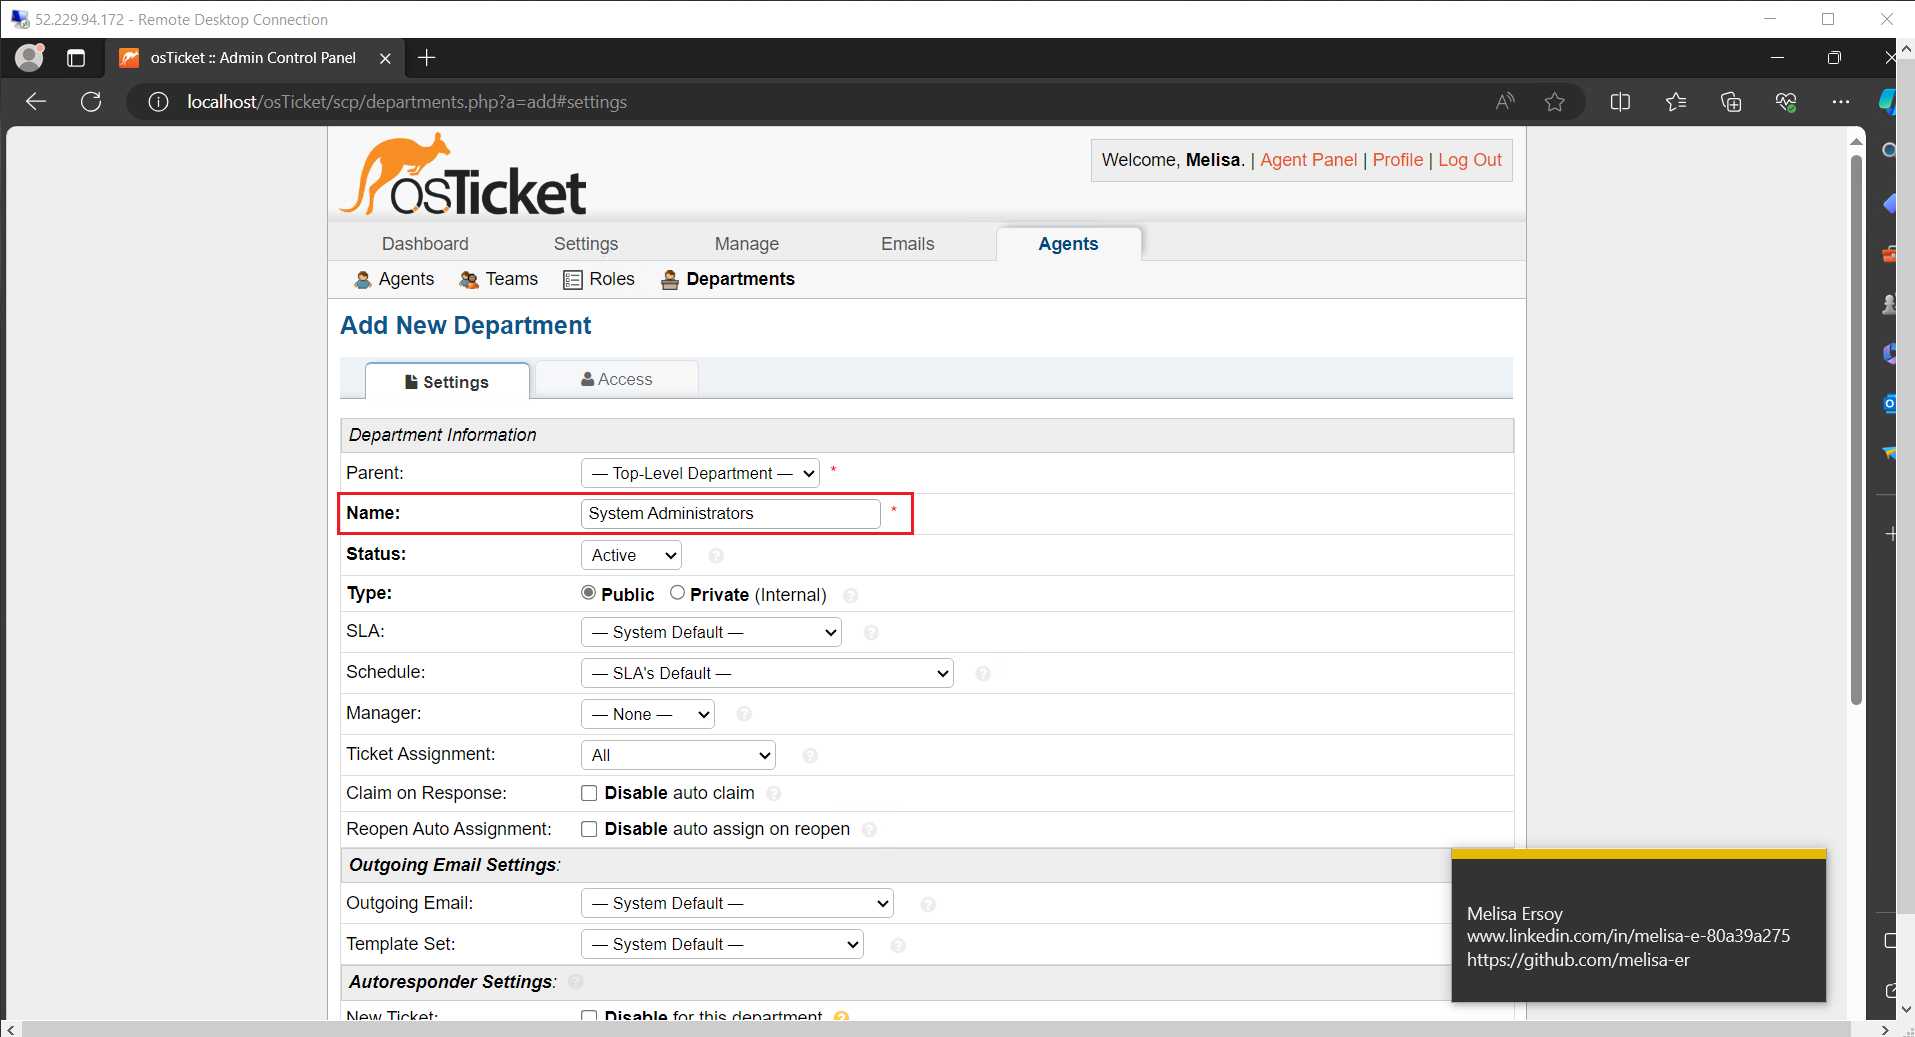 52.229.94.172 - Remote Desktop Connection
osTicket :: Admin Control Panel
localhost/osTicket/scp/departments.php?a=add#settings
osTicket
Welcome, Melisa. | Agent Panel | Profile | Log Out
Dashboard Settings Manage Emails Agents
Agents Teams Roles Departments
Add New Department
Settings Access
Department Information
Parent: — Top-Level Department — *
Name: System Administrators *
Status: Active
Type: Public Private (Internal)
SLA: — System Default —
Schedule: — SLA's Default —
Manager: — None —
Ticket Assignment: All
Claim on Response: Disable auto claim
Reopen Auto Assignment: Disable auto assign on reopen
Outgoing Email Settings:
Outgoing Email: — System Default —
Template Set: — System Default —
Autoresponder Settings:
New Ticket: Disable for this department
Melisa Ersoy
www.linkedin.com/in/melisa-e-80a39a275
https://github.com/melisa-er